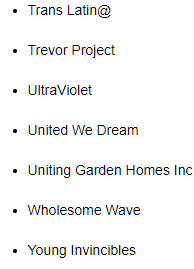 • Trans Latin@
• Trevor Project
• UltraViolet
• United We Dream
• Uniting Garden Homes Inc
• Wholesome Wave
• Young Invincibles